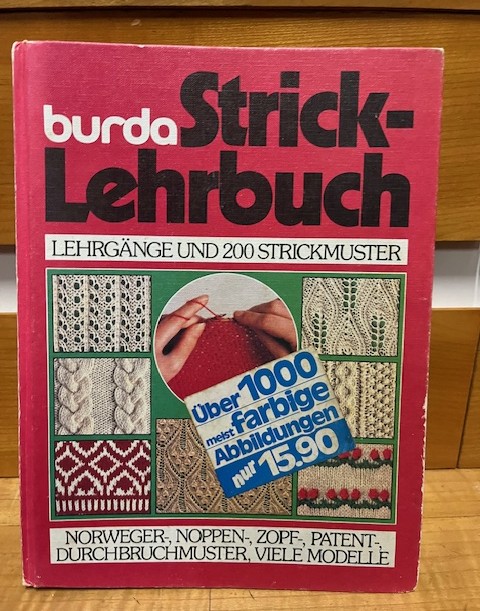 burda Strick-
Lehrbuch
LEHRGÄNGE UND 200 STRICKMUSTER
Über 1000
meist farbige
Abbildungen
nur 15.90
NORWEGER-, NOPPEN-, ZOPF-, PATENT-,
DURCHBRUCHMUSTER, VIELE MODELLE